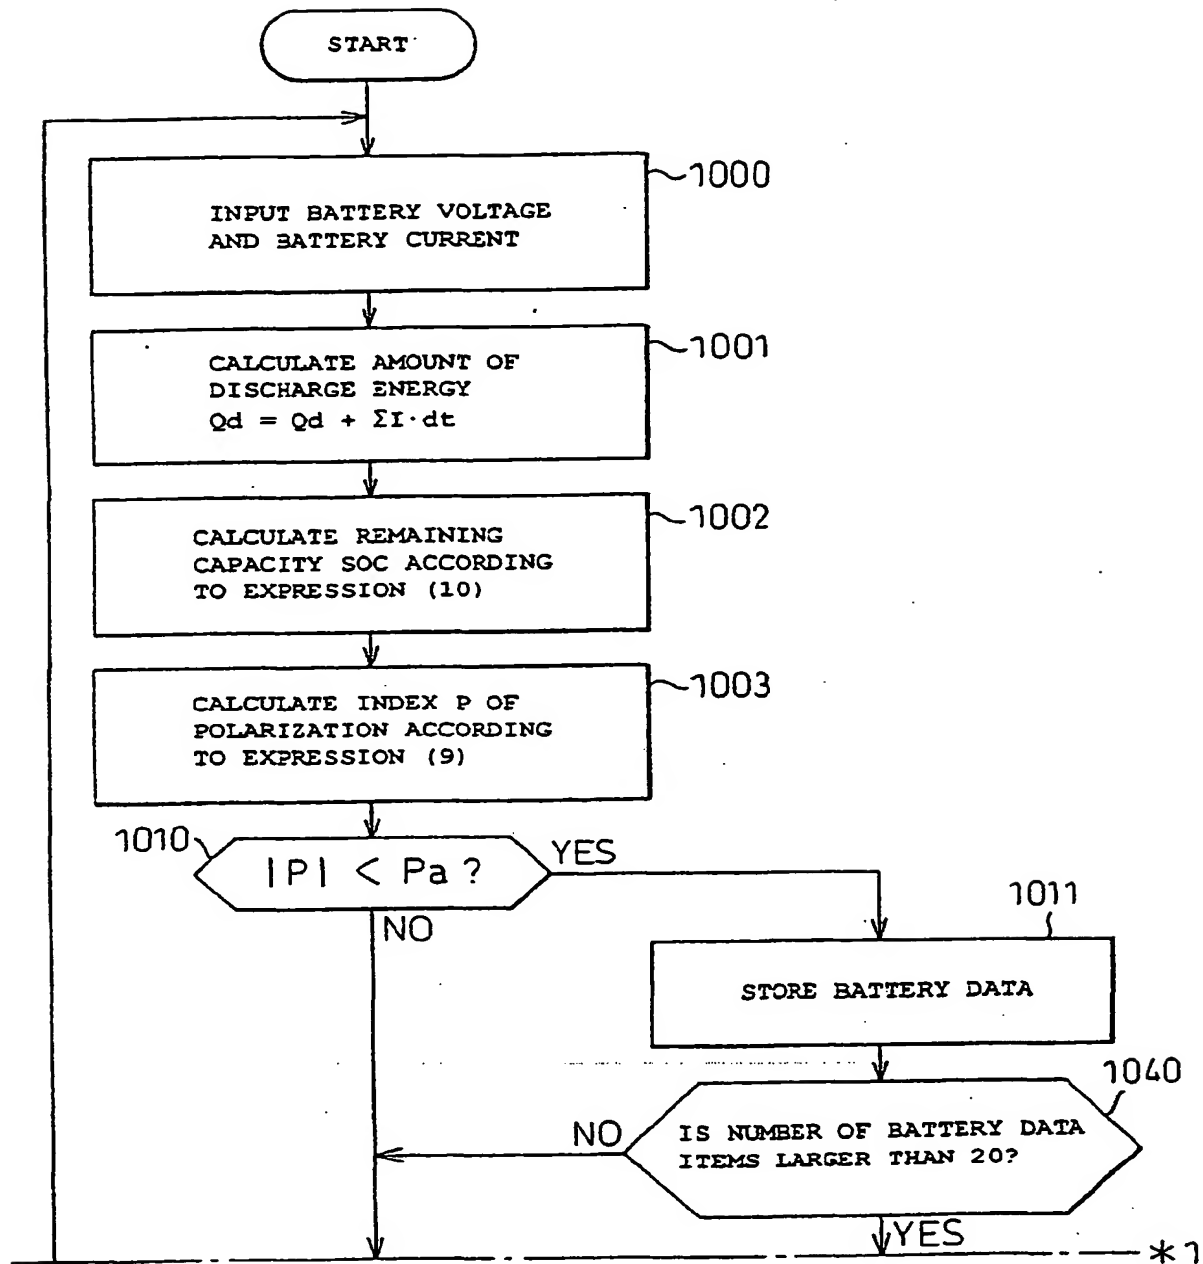 START
1000
INPUT BATTERY VOLTAGE
AND BATTERY CURRENT
1001
CALCULATE AMOUNT OF
DISCHARGE ENERGY
Qd = Qd + ΣI·dt
1002
CALCULATE REMAINING
CAPACITY SOC ACCORDING
TO EXPRESSION (10)
1003
CALCULATE INDEX P OF
POLARIZATION ACCORDING
TO EXPRESSION (9)
1010
|P| < Pa ?
YES
NO
1011
STORE BATTERY DATA
1040
IS NUMBER OF BATTERY DATA
ITEMS LARGER THAN 20?
NO
YES
*1